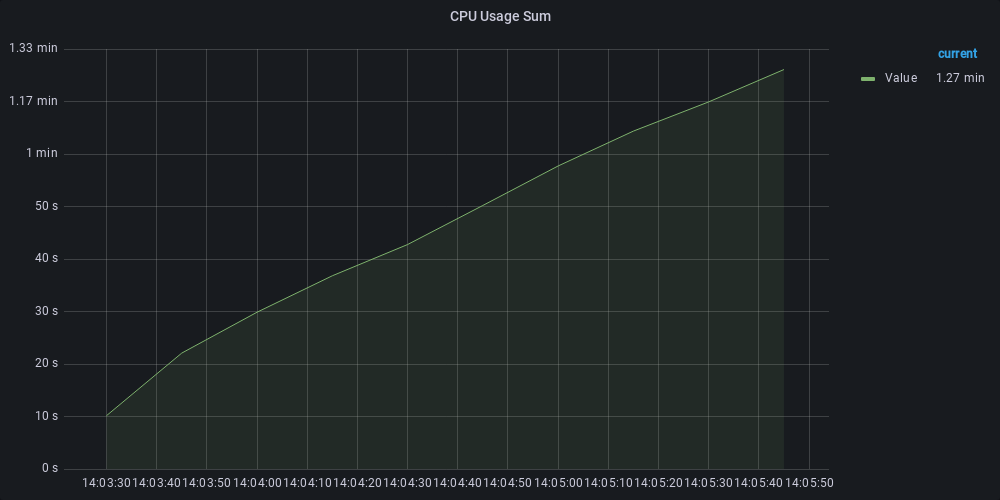 CPU Usage Sum
1.33 min
1.17 min
1 min
50 s
40 s
30 s
20 s
10 s
0 s
14:03:30 14:03:40 14:03:50 14:04:00 14:04:10 14:04:20 14:04:30 14:04:40 14:04:50 14:05:00 14:05:10 14:05:20 14:05:30 14:05:40 14:05:50
current
Value 1.27 min